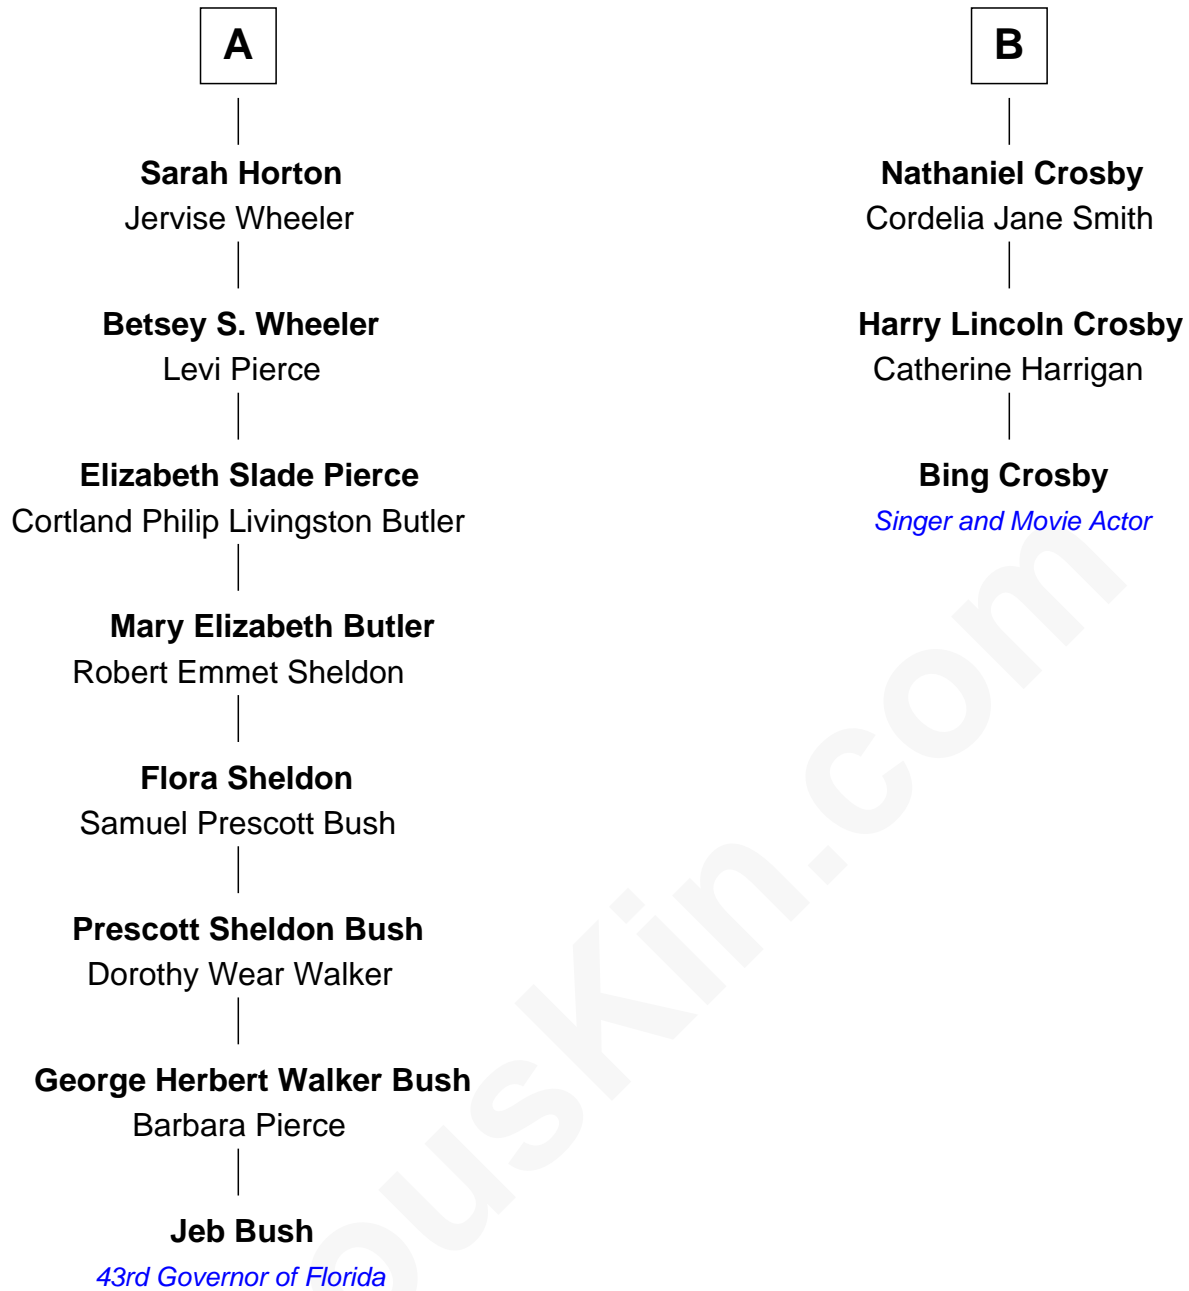 A
Sarah Horton
Jervise Wheeler
Betsey S. Wheeler
Levi Pierce
Elizabeth Slade Pierce
Cortland Philip Livingston Butler
Mary Elizabeth Butler
Robert Emmet Sheldon
Flora Sheldon
Samuel Prescott Bush
Prescott Sheldon Bush
Dorothy Wear Walker
George Herbert Walker Bush
Barbara Pierce
Jeb Bush
43rd Governor of Florida
B
Nathaniel Crosby
Cordelia Jane Smith
Harry Lincoln Crosby
Catherine Harrigan
Bing Crosby
Singer and Movie Actor
ousKin.com